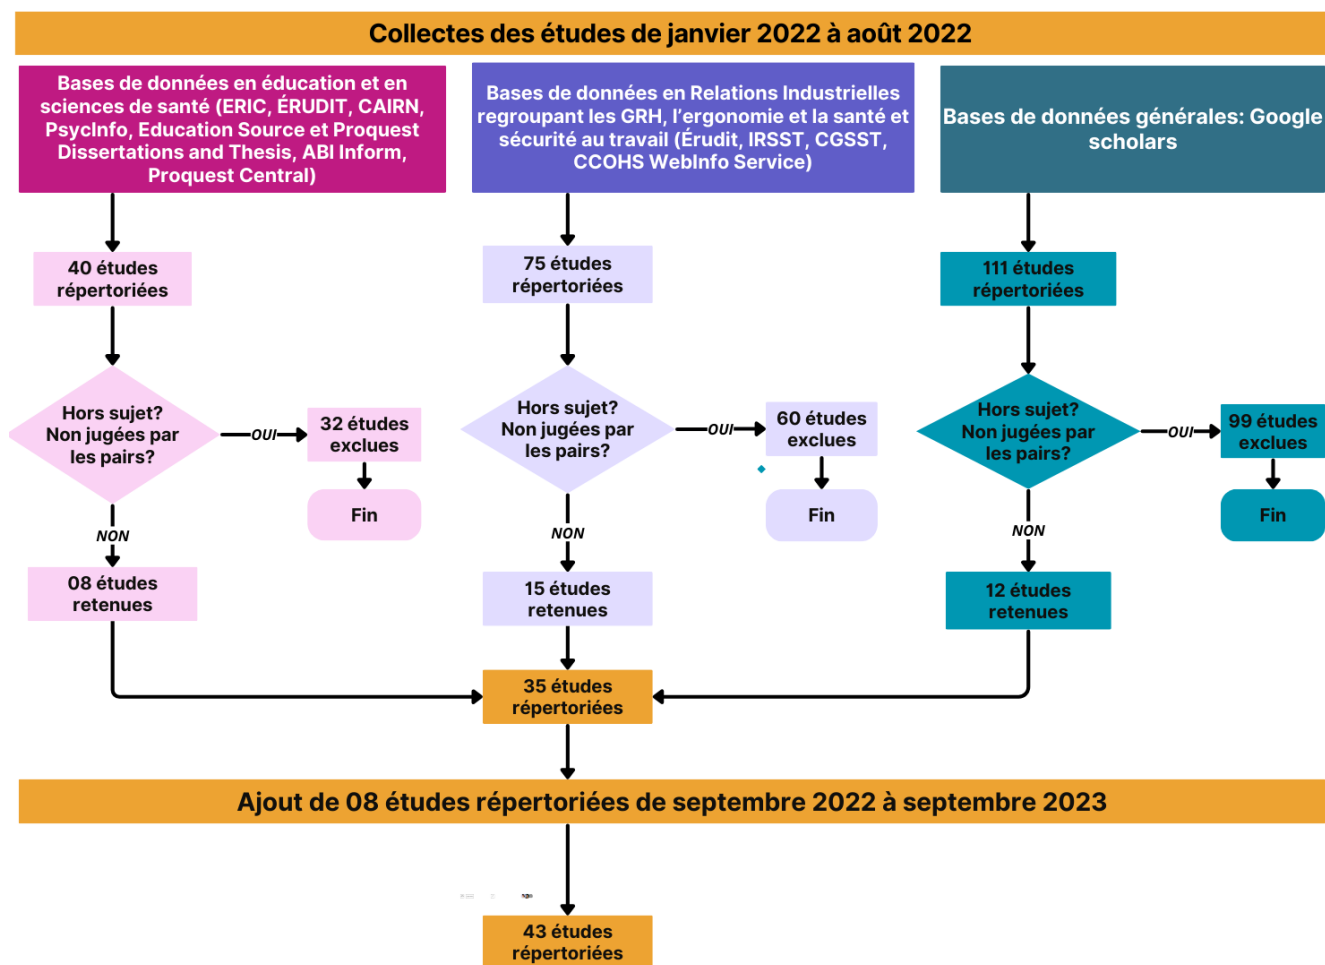 Collectes des études de janvier 2022 à août 2022
Bases de données en éducation et en
sciences de santé (ERIC, ÉRUDIT, CAIRN,
PsycInfo, Education Source et Proquest
Dissertations and Thesis, ABI Inform,
Proquest Central)
Bases de données en Relations Industrielles
regroupant les GRH, l’ergonomie et la santé et
sécurité au travail (Érudit, IRSST, CGSST,
CCOHS WebInfo Service)
Bases de données générales: Google
scholars
40 études
répertoriées
75 études
répertoriées
111 études
répertoriées
Hors sujet?
Non jugées par
les pairs?
OUI
32 études
exclues
Fin
Hors sujet?
Non jugées par
les pairs?
OUI
60 études
exclues
Fin
Hors sujet?
Non jugées par
les pairs?
OUI
99 études
exclues
Fin
NON
NON
NON
08 études
retenues
15 études
retenues
12 études
retenues
35 études
répertoriées
Ajout de 08 études répertoriées de septembre 2022 à septembre 2023
43 études
répertoriées